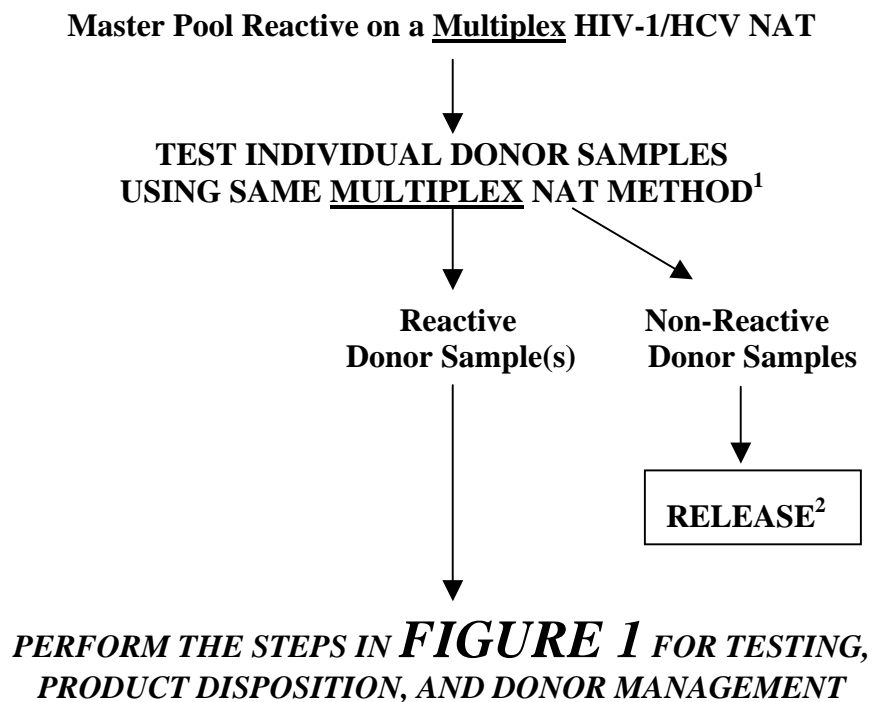 Master Pool Reactive on a Multiplex HIV-1/HCV NAT
TEST INDIVIDUAL DONOR SAMPLES
USING SAME MULTIPLEX NAT METHOD¹
Reactive
Donor Sample(s)
Non-Reactive
Donor Samples
RELEASE²
PERFORM THE STEPS IN FIGURE 1 FOR TESTING,
PRODUCT DISPOSITION, AND DONOR MANAGEMENT